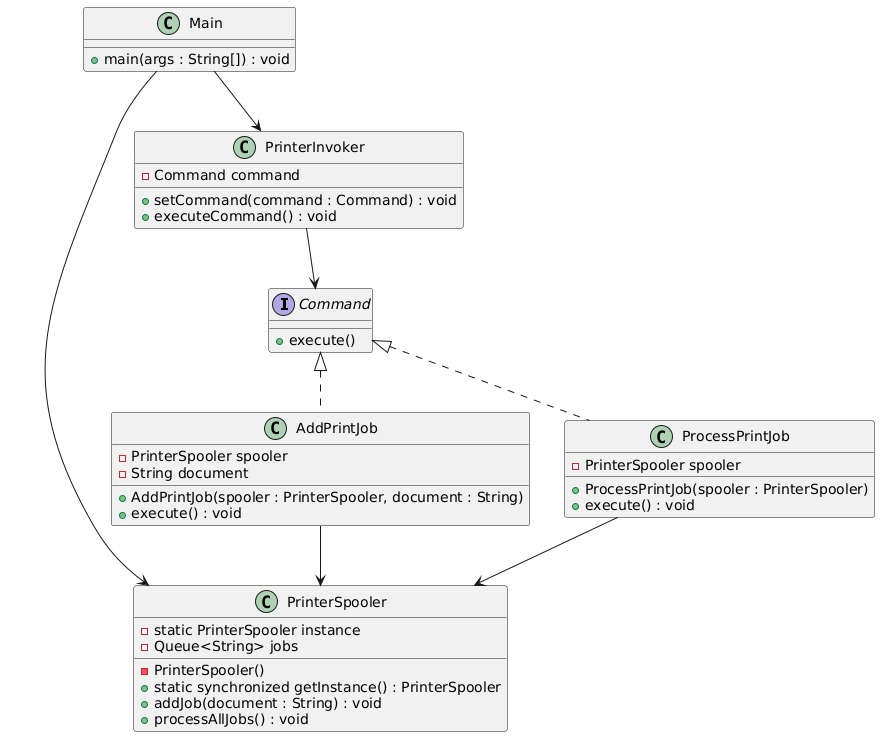 C Main
main(args : String[]) : void
C PrinterInvoker
Command command
setCommand(command : Command) : void
executeCommand() : void
I Command
execute()
C AddPrintJob
PrinterSpooler spooler
String document
AddPrintJob(spooler : PrinterSpooler, document : String)
execute() : void
C ProcessPrintJob
PrinterSpooler spooler
ProcessPrintJob(spooler : PrinterSpooler)
execute() : void
C PrinterSpooler
static PrinterSpooler instance
Queue<String> jobs
PrinterSpooler()
static synchronized getInstance() : PrinterSpooler
addJob(document : String) : void
processAllJobs() : void